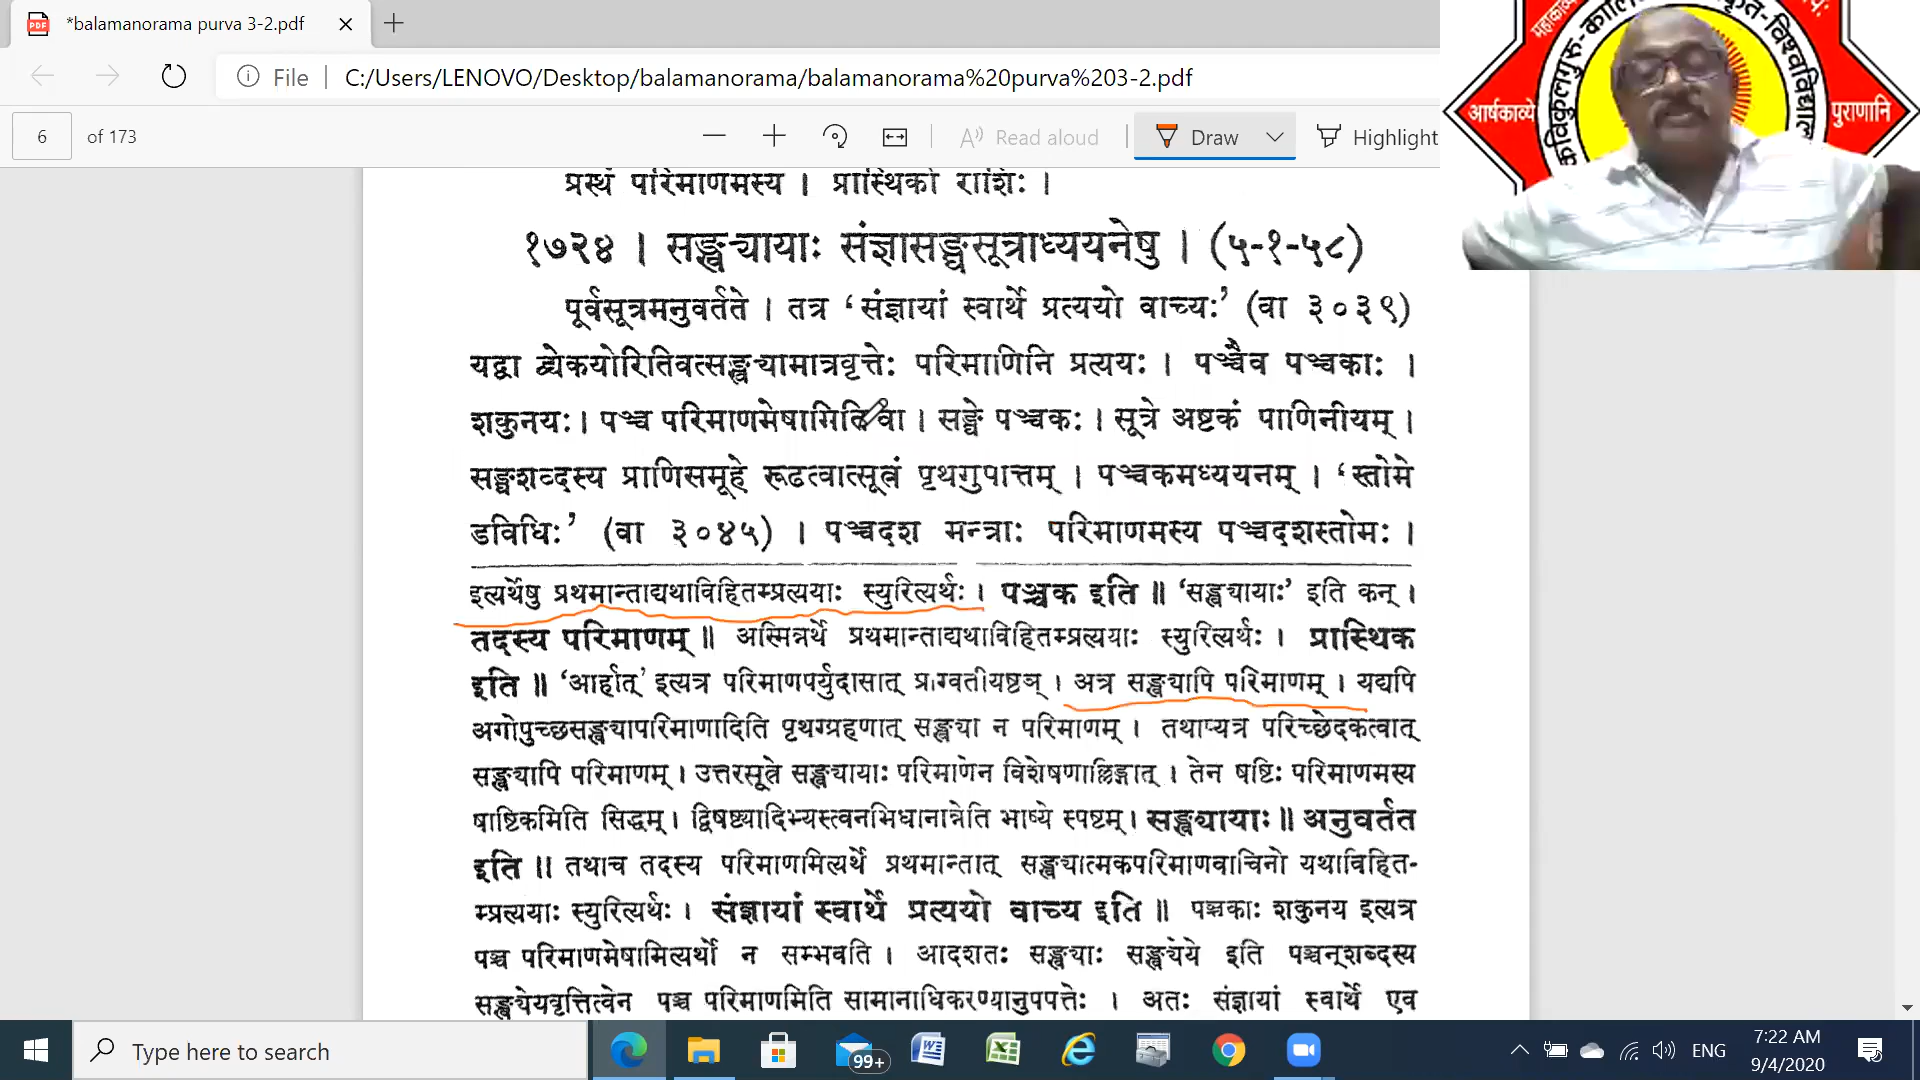 *balamanorama purva 3-2.pdf
File
C:/Users/LENOVO/Desktop/balamanorama/balamanorama%20purva%203-2.pdf
6 of 173
Read aloud
Draw
Highlight
आर्षकाव्ये
पुराणानि
प्रस्थं परिमाणमस्य । प्रास्थिको राशिः ।
१७२४ । सङ्ख्यायाः संज्ञासङ्घसूत्राध्ययनेषु । (५-१-५८)
पूर्वसूत्रमनुवर्तते । तत्र ‘संज्ञायां स्वार्थे प्रत्ययो वाच्यः’ (वा ३०३९)
यद्वा द्व्येकयोरितिवत्सङ्ख्यामात्रवृत्तेः परिमाणिनि प्रत्ययः । पञ्चैव पञ्चकाः ।
शकुनयः । पञ्च परिमाणमेषामिति वा । सङ्घे पञ्चकः । सूत्रे अष्टकं पाणिनीयम् ।
सङ्घशब्दस्य प्राणिसमूहे रूढत्वात्सूत्रं पृथगुपात्तम् । पञ्चकमध्ययनम् । ‘स्तोमे
डविधिः’ (वा ३०४५) । पञ्चदश मन्त्राः परिमाणमस्य पञ्चदशस्तोमः ।
इत्यर्थेषु प्रथमान्ताद्यथाविहितम्प्रत्ययाः स्युरित्यर्थः । पञ्चक इति ॥ ‘सङ्ख्यायाः’ इति कन् ।
तदस्य परिमाणम् ॥ अस्मिन्नर्थे प्रथमान्ताद्यथाविहितम्प्रत्ययाः स्युरित्यर्थः । प्रास्थिक
इति ॥ ‘आर्हात्’ इत्यत्र परिमाणपर्युदासात् प्राग्वतीयष्ठञ् । अत्र सङ्ख्यापि परिमाणम् । यद्यपि
अगोपुच्छसङ्ख्यापरिमाणादिति पृथग्ग्रहणात् सङ्ख्या न परिमाणम् । तथाप्यत्र परिच्छेदकत्वात्
सङ्ख्यापि परिमाणम् । उत्तरसूत्रे सङ्ख्यायाः परिमाणेन विशेषणाल्लिङ्गात् । तेन षष्टिः परिमाणमस्य
षाष्टिकमिति सिद्धम् । द्विषष्ट्यादिभ्यस्त्वनभिधानान्नेति भाष्ये स्पष्टम् । सङ्ख्यायाः ॥ अनुवर्तत
इति ॥ तथाच तदस्य परिमाणमित्यर्थे प्रथमान्तात् सङ्ख्यात्मकपरिमाणवाचिनो यथाविहित-
म्प्रत्ययाः स्युरित्यर्थः । संज्ञायां स्वार्थे प्रत्ययो वाच्य इति ॥ पञ्चकाः शकुनय इत्यत्र
पञ्च परिमाणमेषामित्यर्थो न सम्भवति । आदशतः सङ्ख्याः सङ्ख्येये इति पञ्चन्शब्दस्य
सङ्ख्येयवृत्तित्वेन पञ्च परिमाणमिति सामानाधिकरण्यानुपपत्तेः । अतः संज्ञायां स्वार्थे एव
Type here to search
99+
ENG
7:22 AM
9/4/2020